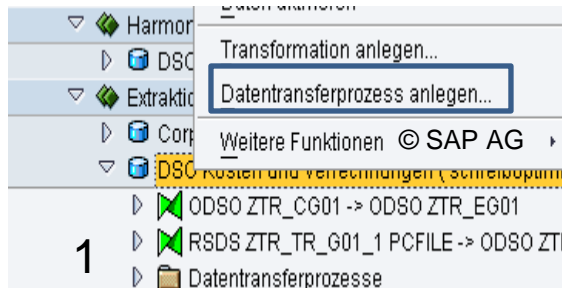 Daten aktivieren
Harmor
Transformation anlegen...
DSO
Datentransferprozess anlegen...
Extraktio
Corp
Weitere Funktionen © SAP AG
DSO Kosten und Verrechnungen ( schreiboptim
ODSO ZTR_CG01 -> ODSO ZTR_EG01
RSDS ZTR_TR_G01_1 PCFILE -> ODSO ZT
1
Datentransferprozesse